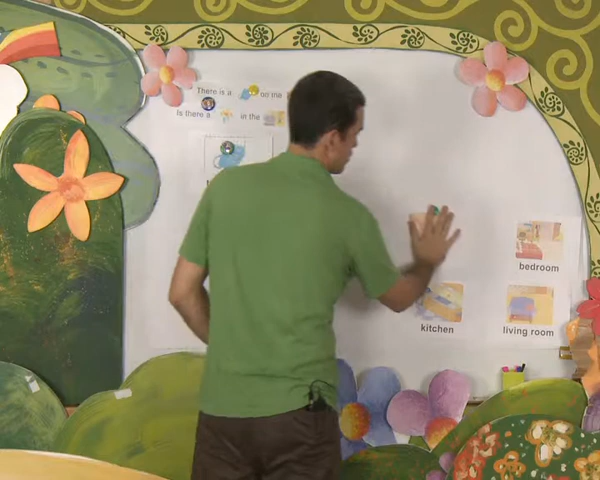 There is a on the
Is there a in the
bedroom
kitchen
living room